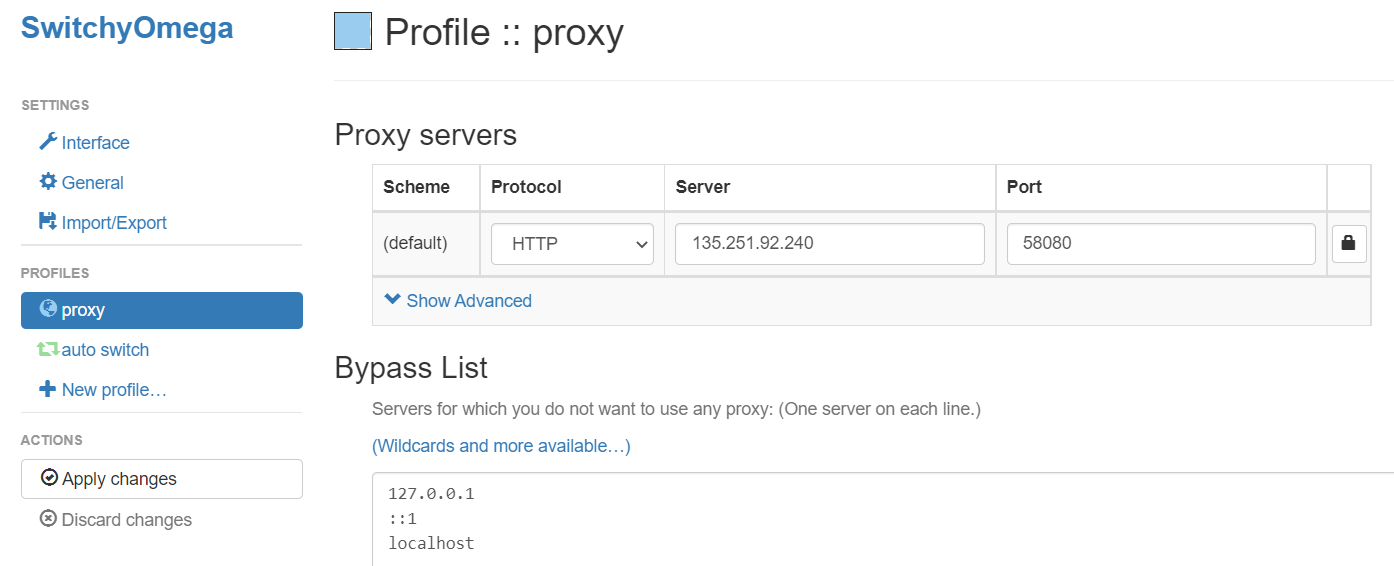 SwitchyOmega
SETTINGS
Interface
General
Import/Export
PROFILES
proxy
auto switch
New profile…
ACTIONS
Apply changes
Discard changes
Profile :: proxy
Proxy servers
Scheme Protocol Server Port
(default) HTTP 135.251.92.240 58080
Show Advanced
Bypass List
Servers for which you do not want to use any proxy: (One server on each line.)
(Wildcards and more available…)
127.0.0.1
::1
localhost